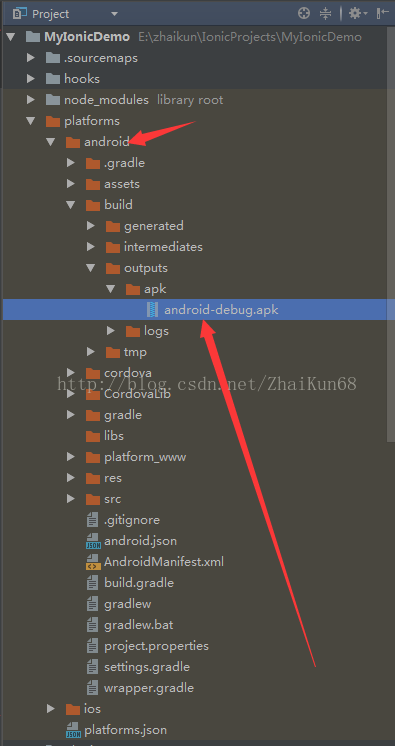 Project
MyIonicDemo E:\zhaikun\IonicProjects\MyIonicDemo
.sourcemaps
hooks
node_modules library root
platforms
android
.gradle
assets
build
generated
intermediates
outputs
apk
android-debug.apk
logs
tmp
cordova
http://blog.csdn.net/ZhaiKun68
CordovaLib
gradle
libs
platform_www
res
src
.gitignore
android.json
AndroidManifest.xml
build.gradle
gradlew
gradlew.bat
project.properties
settings.gradle
wrapper.gradle
ios
platforms.json